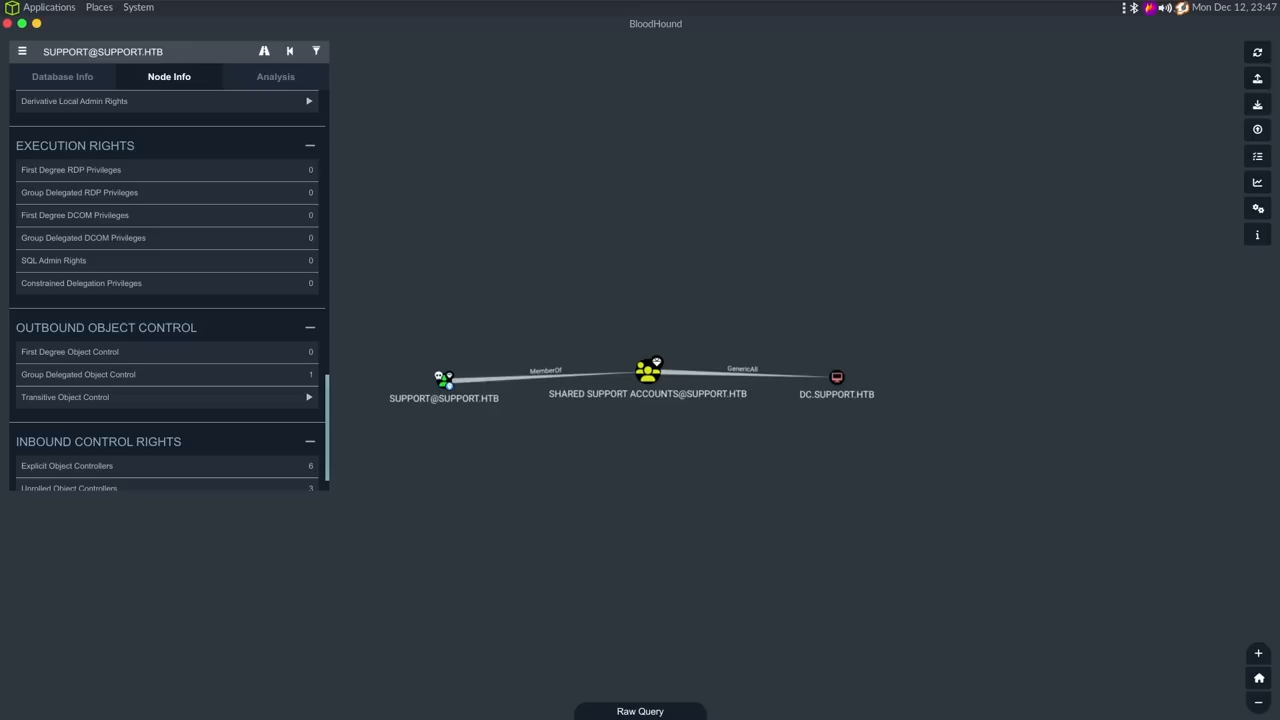 Applications Places System
Mon Dec 12, 23:47
BloodHound
SUPPORT@SUPPORT.HTB
Database Info Node Info Analysis
Derivative Local Admin Rights
EXECUTION RIGHTS
First Degree RDP Privileges 0
Group Delegated RDP Privileges 0
First Degree DCOM Privileges 0
Group Delegated DCOM Privileges 0
SQL Admin Rights 0
Constrained Delegation Privileges 0
OUTBOUND OBJECT CONTROL
First Degree Object Control 0
Group Delegated Object Control 1
Transitive Object Control
INBOUND CONTROL RIGHTS
Explicit Object Controllers 6
Unrolled Object Controllers 3
MemberOf
GenericAll
SUPPORT@SUPPORT.HTB
SHARED SUPPORT ACCOUNTS@SUPPORT.HTB
DC.SUPPORT.HTB
Raw Query